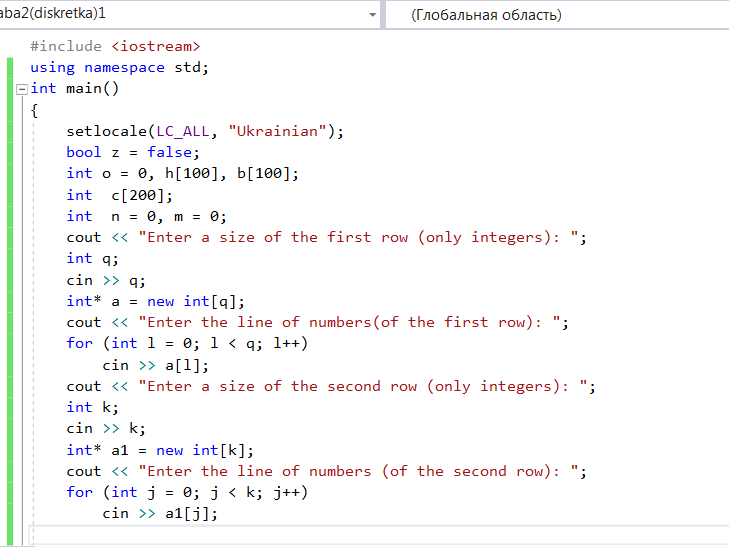 aba2(diskretka)1
(Глобальная область)
#include <iostream>
using namespace std;
int main()
{
setlocale(LC_ALL, "Ukrainian");
bool z = false;
int o = 0, h[100], b[100];
int  c[200];
int  n = 0, m = 0;
cout << "Enter a size of the first row (only integers): ";
int q;
cin >> q;
int* a = new int[q];
cout << "Enter the line of numbers(of the first row): ";
for (int l = 0; l < q; l++)
cin >> a[l];
cout << "Enter a size of the second row (only integers): ";
int k;
cin >> k;
int* a1 = new int[k];
cout << "Enter the line of numbers (of the second row): ";
for (int j = 0; j < k; j++)
cin >> a1[j];